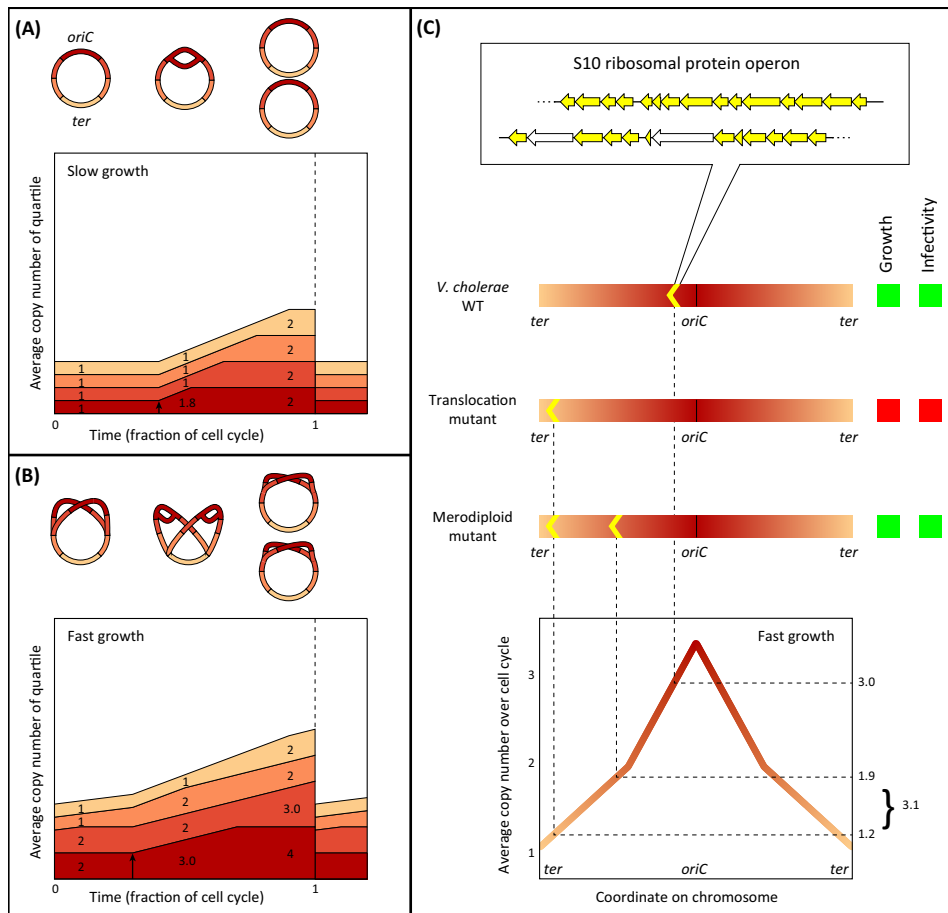 (A)
oriC
ter
Slow growth
Average copy number of quartile
1
1
1
1
1
1
1
1.8
2
2
2
2
0
1
Time (fraction of cell cycle)
(B)
Fast growth
Average copy number of quartile
1
1
2
2
1
2
2
3.0
2
2
3.0
4
0
1
Time (fraction of cell cycle)
(C)
S10 ribosomal protein operon
Growth
Infectivity
V. cholerae
WT
ter
oriC
ter
Translocation
mutant
ter
oriC
ter
Merodiploid
mutant
ter
oriC
ter
Fast growth
Average copy number over cell cycle
3
2
1
3.0
1.9
1.2
} 3.1
ter
oriC
ter
Coordinate on chromosome